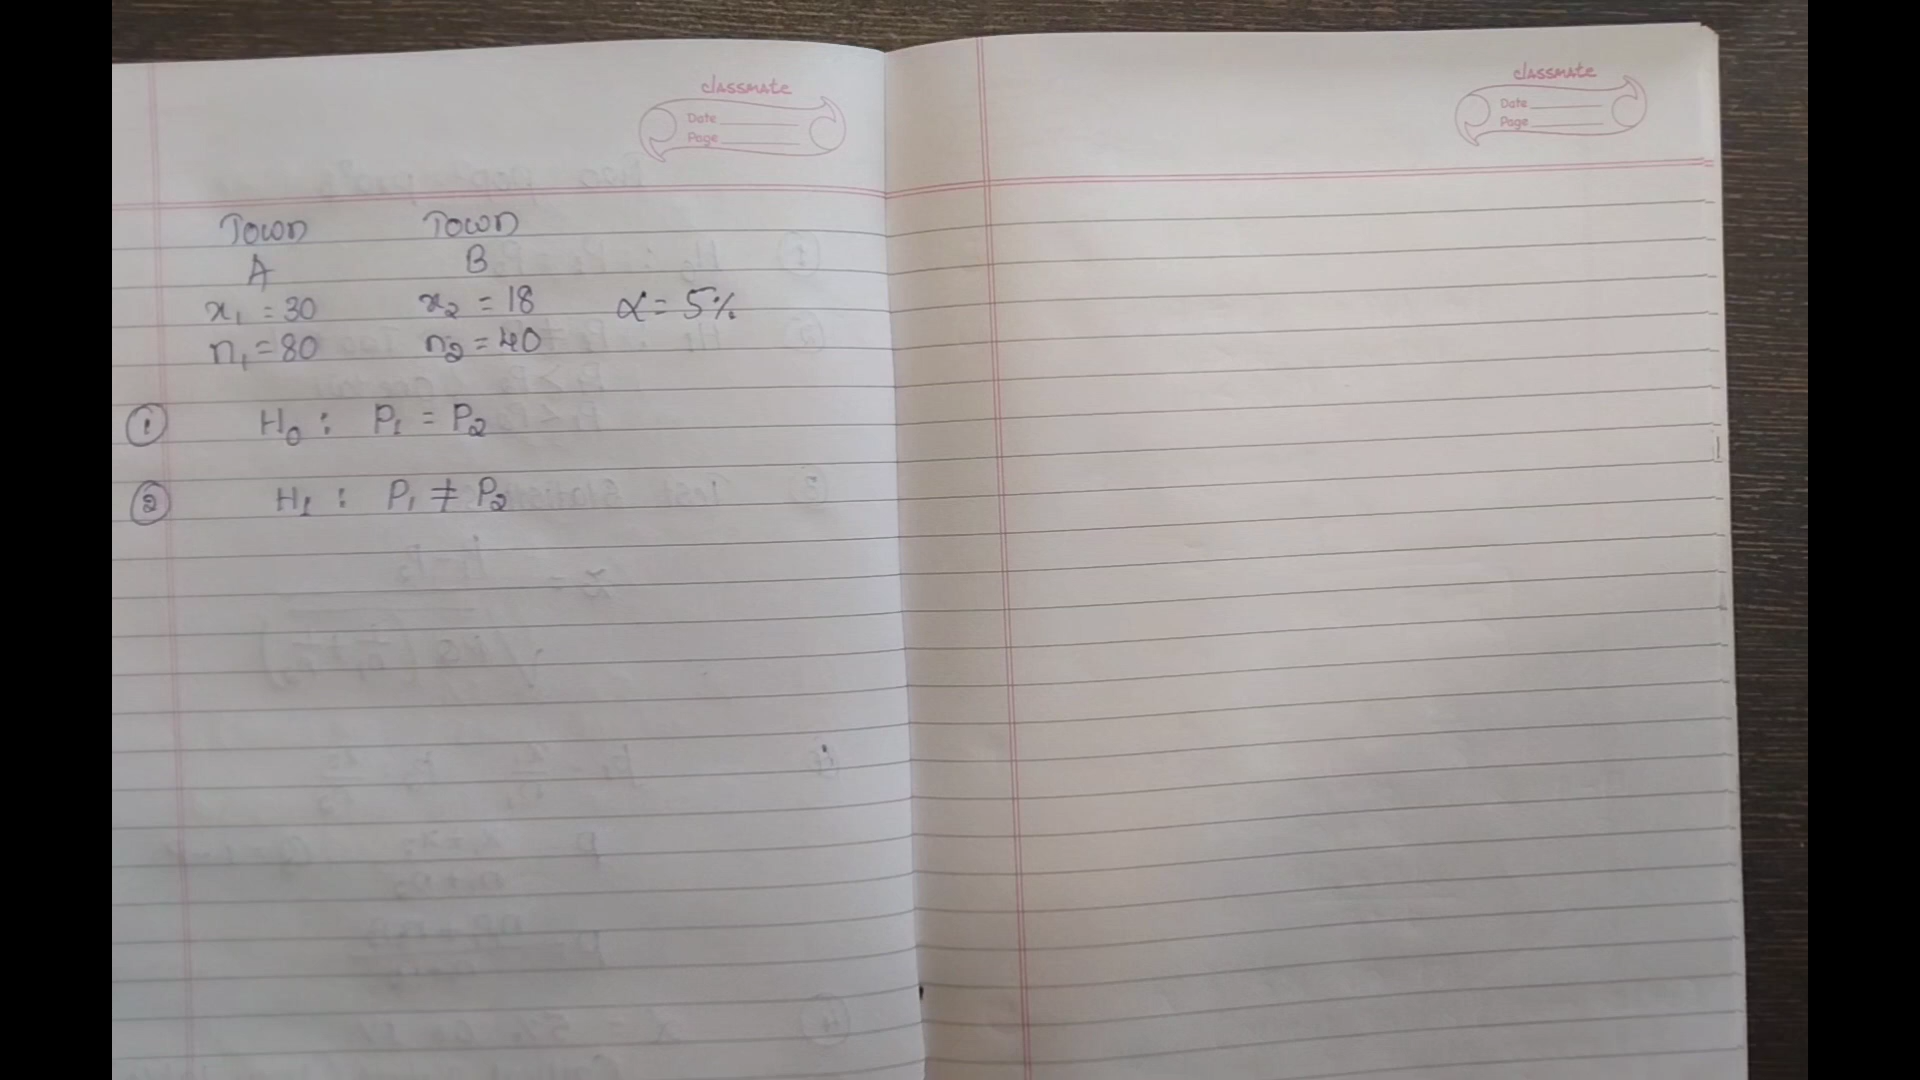 classmate
Date
Page
Town Town
A B
x₁ = 30 x₂ = 18 α = 5%
n₁ = 80 n₂ = 40
① H₀ : P₁ = P₂
② H₁ : P₁ ≠ P₂
classmate
Date
Page